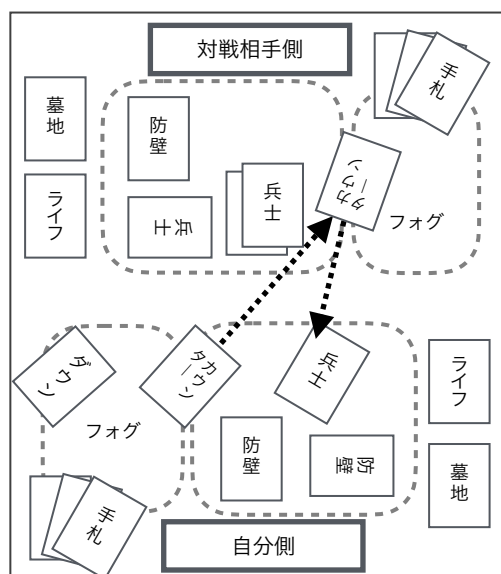 対戦相手側
手札
墓地
防壁
兵士
カウンター
ライフ
兵士
フォグ
ダウン
カウンター
兵士
ライフ
フォグ
防壁
防壁
墓地
手札
自分側